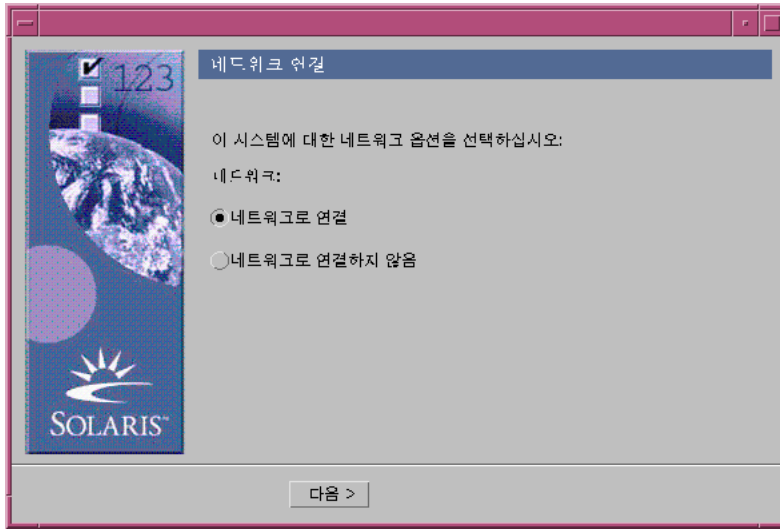 네트워크 연결
123
이 시스템에 대한 네트워크 옵션을 선택하십시오:
네트워크:
네트워크로 연결
네트워크로 연결하지 않음
SOLARIS™
다음 >